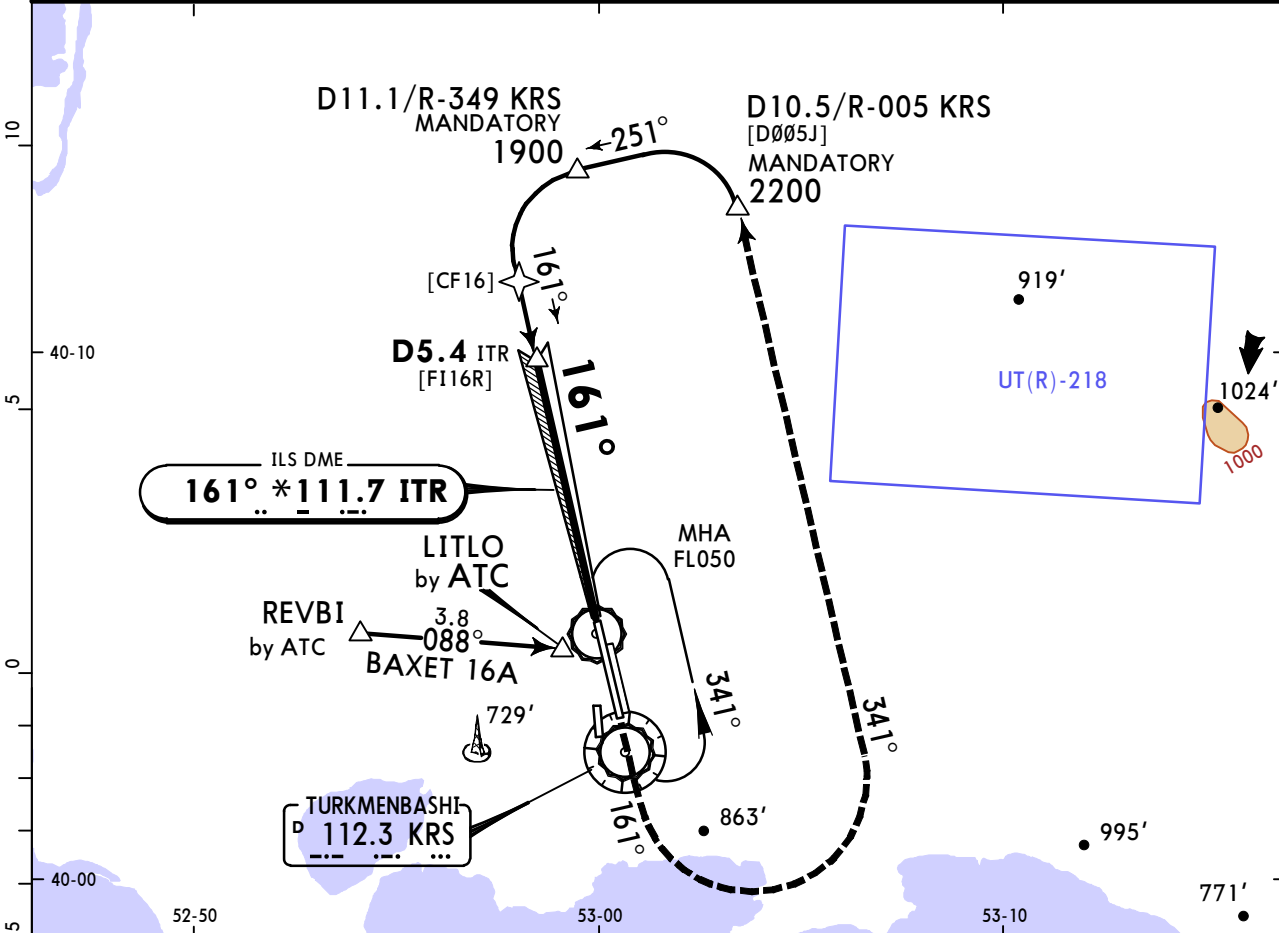 D11.1/R-349 KRS
MANDATORY
1900
←251°
D10.5/R-005 KRS
[DØØ5J]
MANDATORY
2200
10
[CF16]
161°→
919'
40-10
D5.4 ITR
[FI16R]
161°
UT(R)-218
1024'
1000
5
ILS DME
161° *111.7 ITR
MHA
FL050
LITLO
by ATC
REVBI
by ATC
3.8
088°
BAXET 16A
0
341°
341°
729'
TURKMENBASHI
D 112.3 KRS
161°
863'
995'
40-00
771'
52-50
53-00
53-10
5